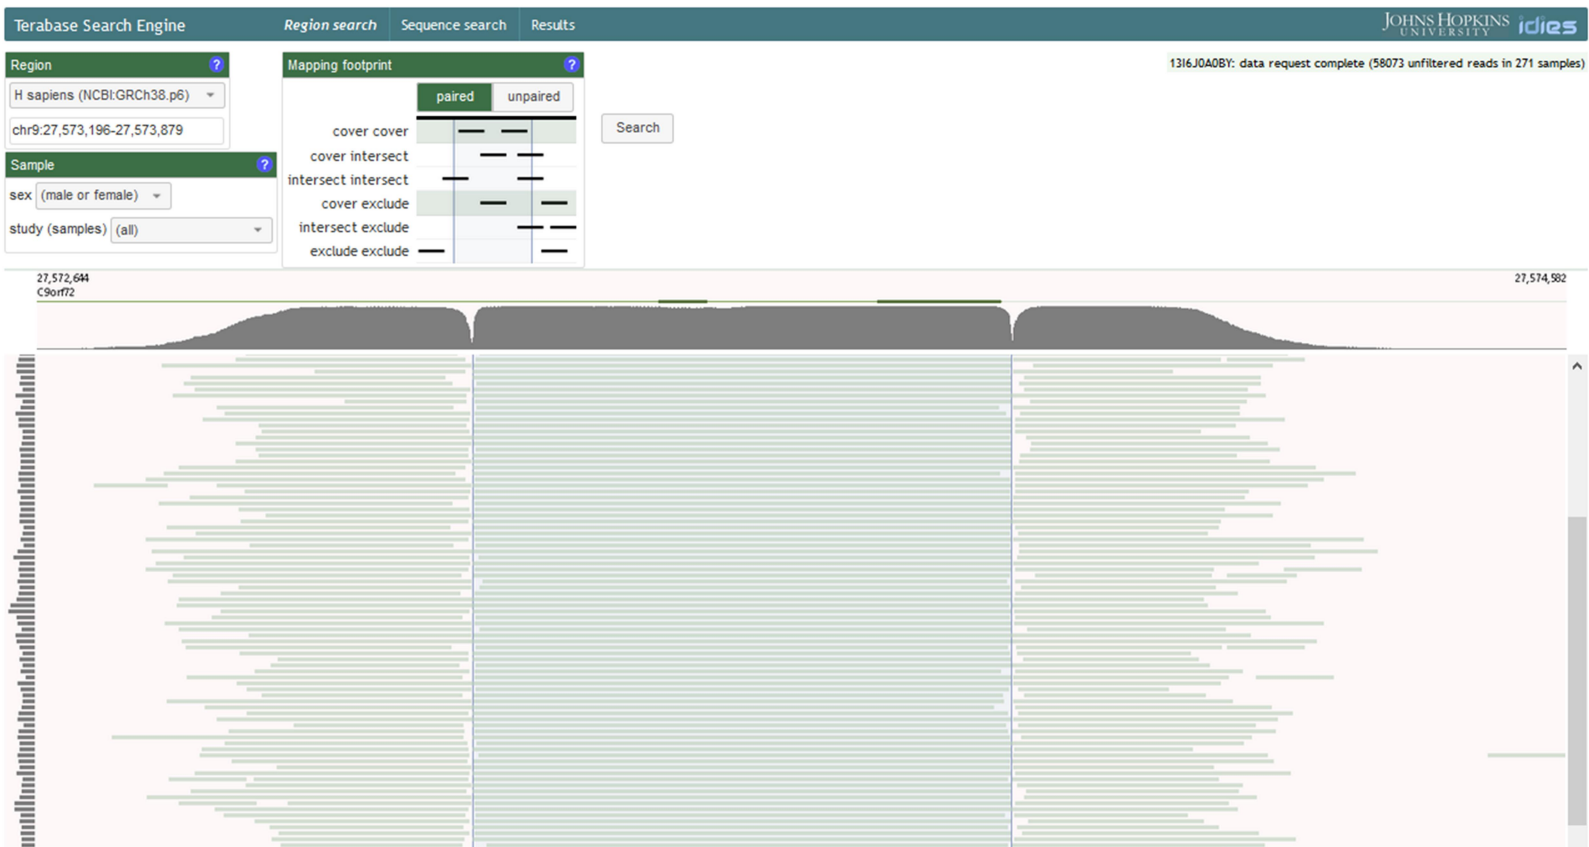 Terabase Search Engine Region search Sequence search Results JOHNS HOPKINS UNIVERSITY idies
Region ?
H sapiens (NCBI:GRCh38.p6)
chr9:27,573,196-27,573,879
Sample ?
sex (male or female)
study (samples) (all)
Mapping footprint ?
paired unpaired
cover cover
cover intersect
intersect intersect
cover exclude
intersect exclude
exclude exclude
Search
13I6J0A0BY: data request complete (58073 unfiltered reads in 271 samples)
27,572,644 27,574,582
C9orf72